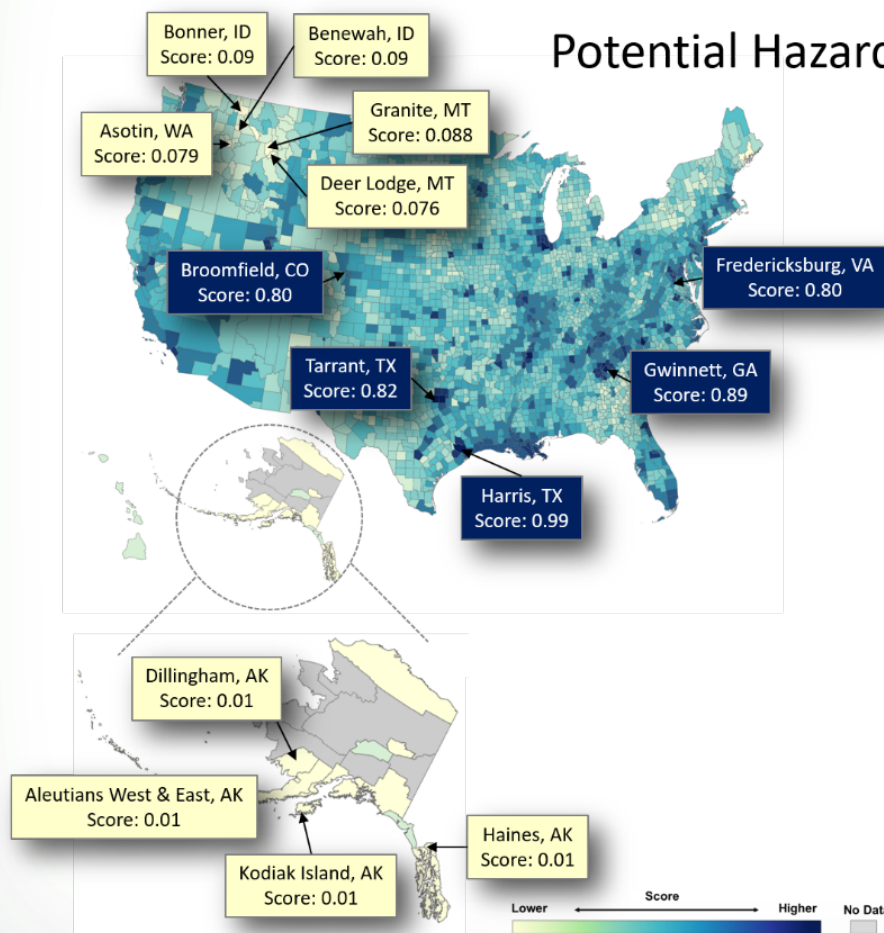 Potential Hazard
Bonner, ID
Score: 0.09
Benewah, ID
Score: 0.09
Asotin, WA
Score: 0.079
Granite, MT
Score: 0.088
Deer Lodge, MT
Score: 0.076
Broomfield, CO
Score: 0.80
Fredericksburg, VA
Score: 0.80
Tarrant, TX
Score: 0.82
Gwinnett, GA
Score: 0.89
Harris, TX
Score: 0.99
Dillingham, AK
Score: 0.01
Aleutians West & East, AK
Score: 0.01
Kodiak Island, AK
Score: 0.01
Haines, AK
Score: 0.01
Score
Lower
Higher
No Data